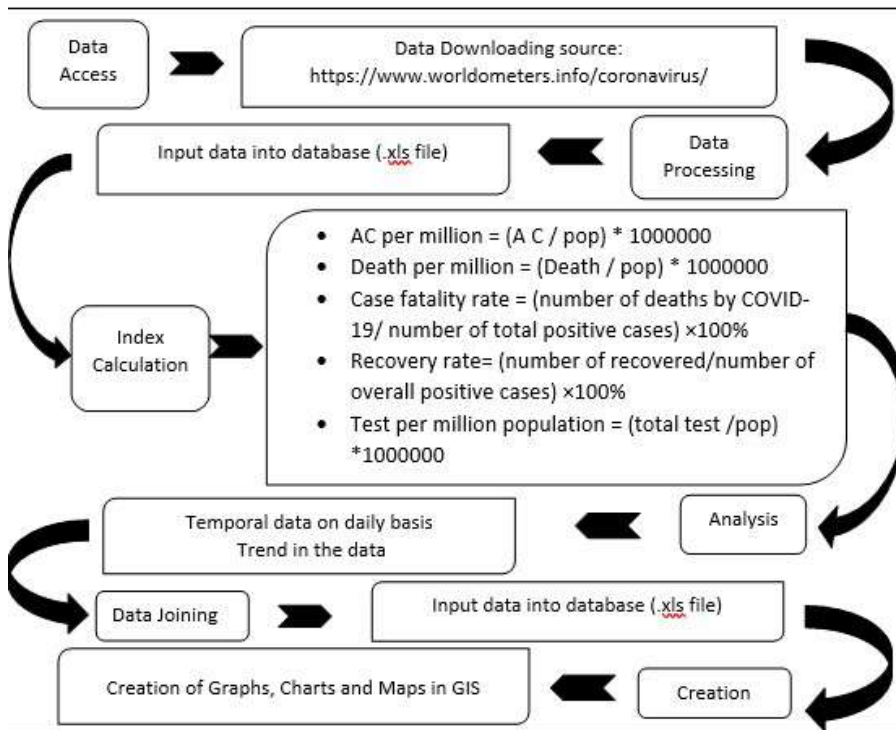 Data
Access
Data Downloading source:
https://www.worldometers.info/coronavirus/
Data
Processing
Input data into database (.xls file)
Index
Calculation
• AC per million = (A C / pop) * 1000000
• Death per million = (Death / pop) * 1000000
• Case fatality rate = (number of deaths by COVID-
19/ number of total positive cases) ×100%
• Recovery rate= (number of recovered/number of
overall positive cases) ×100%
• Test per million population = (total test /pop)
*1000000
Analysis
Temporal data on daily basis
Trend in the data
Data Joining
Input data into database (.xls file)
Creation
Creation of Graphs, Charts and Maps in GIS